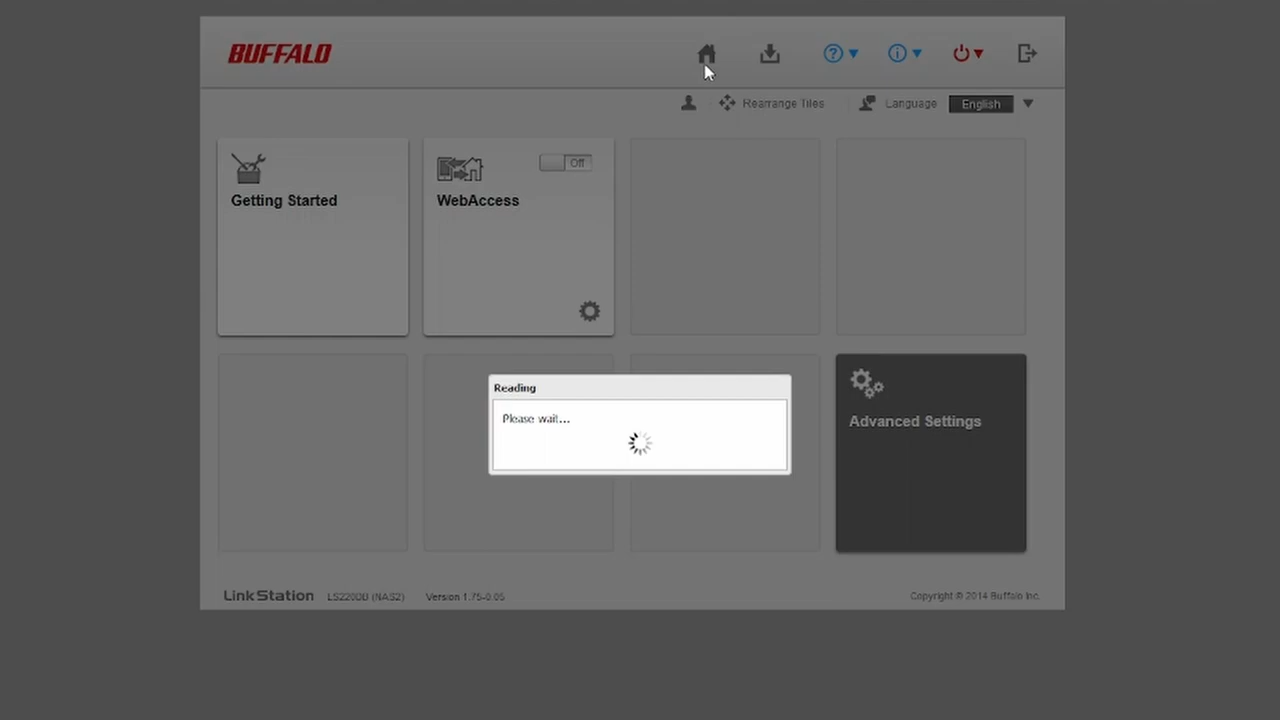 BUFFALO
Rearrange Tiles
Language
English
Getting Started
Off
WebAccess
Reading
Please wait...
Advanced Settings
LinkStation
LS220DD (NAS2)
Version 1.75-0.05
Copyright © 2014 Buffalo Inc.